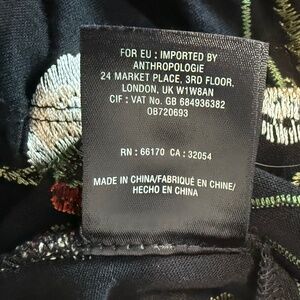 FOR EU : IMPORTED BY
ANTHROPOLOGIE
24 MARKET PLACE, 3RD FLOOR,
LONDON, UK W1W8AN
CIF : VAT No. GB 684936382
OB720693
RN : 66170 CA : 32054
MADE IN CHINA/FABRIQUÉ EN CHINE/
HECHO EN CHINA